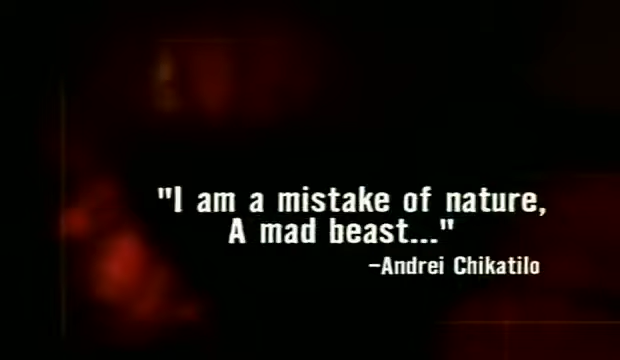 "I am a mistake of nature,
A mad beast..."
–Andrei Chikatilo